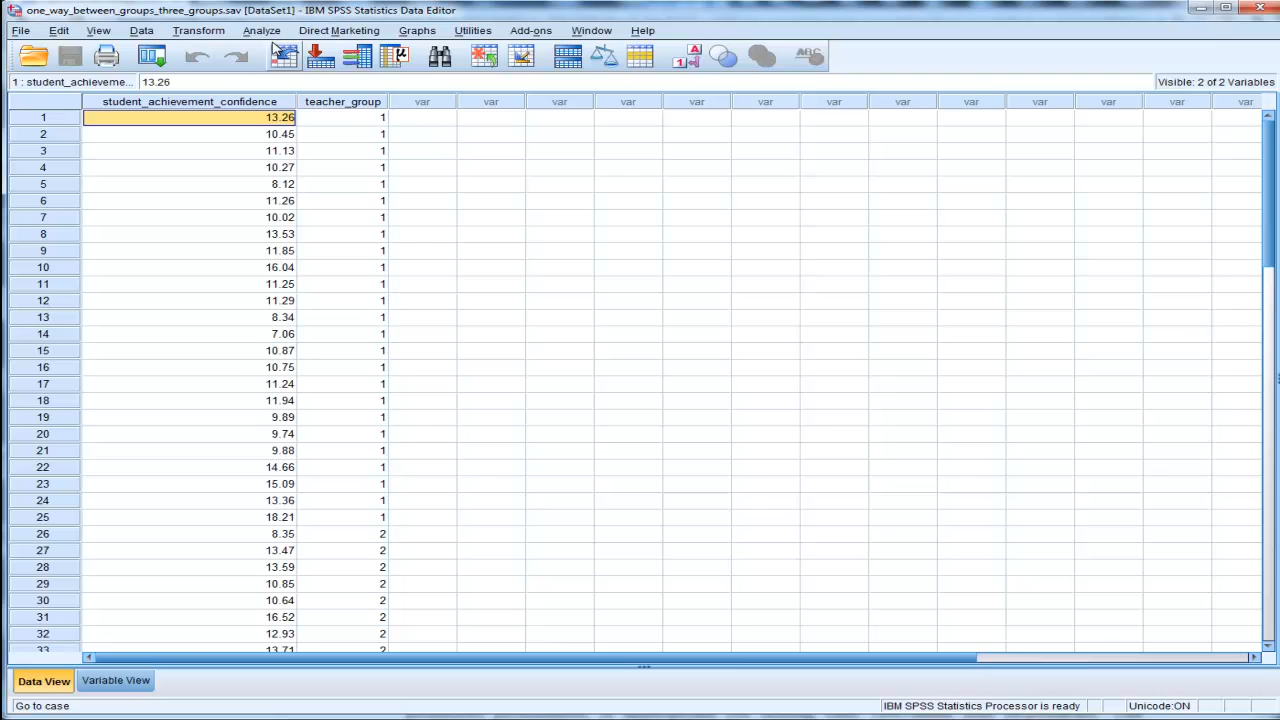 one_way_between_groups_three_groups.sav [DataSet1] - IBM SPSS Statistics Data Editor
File Edit View Data Transform Analyze Direct Marketing Graphs Utilities Add-ons Window Help
1 : student_achieveme... 13.26 Visible: 2 of 2 Variables
student_achievement_confidence teacher_group var var var var var var var var var var var var var
1 13.26 1
2 10.45 1
3 11.13 1
4 10.27 1
5 8.12 1
6 11.26 1
7 10.02 1
8 13.53 1
9 11.85 1
10 16.04 1
11 11.25 1
12 11.29 1
13 8.34 1
14 7.06 1
15 10.87 1
16 10.75 1
17 11.24 1
18 11.94 1
19 9.89 1
20 9.74 1
21 9.88 1
22 14.66 1
23 15.09 1
24 13.36 1
25 18.21 1
26 8.35 2
27 13.47 2
28 13.59 2
29 10.85 2
30 10.64 2
31 16.52 2
32 12.93 2
33 13.71 2
Data View Variable View
Go to case IBM SPSS Statistics Processor is ready Unicode:ON